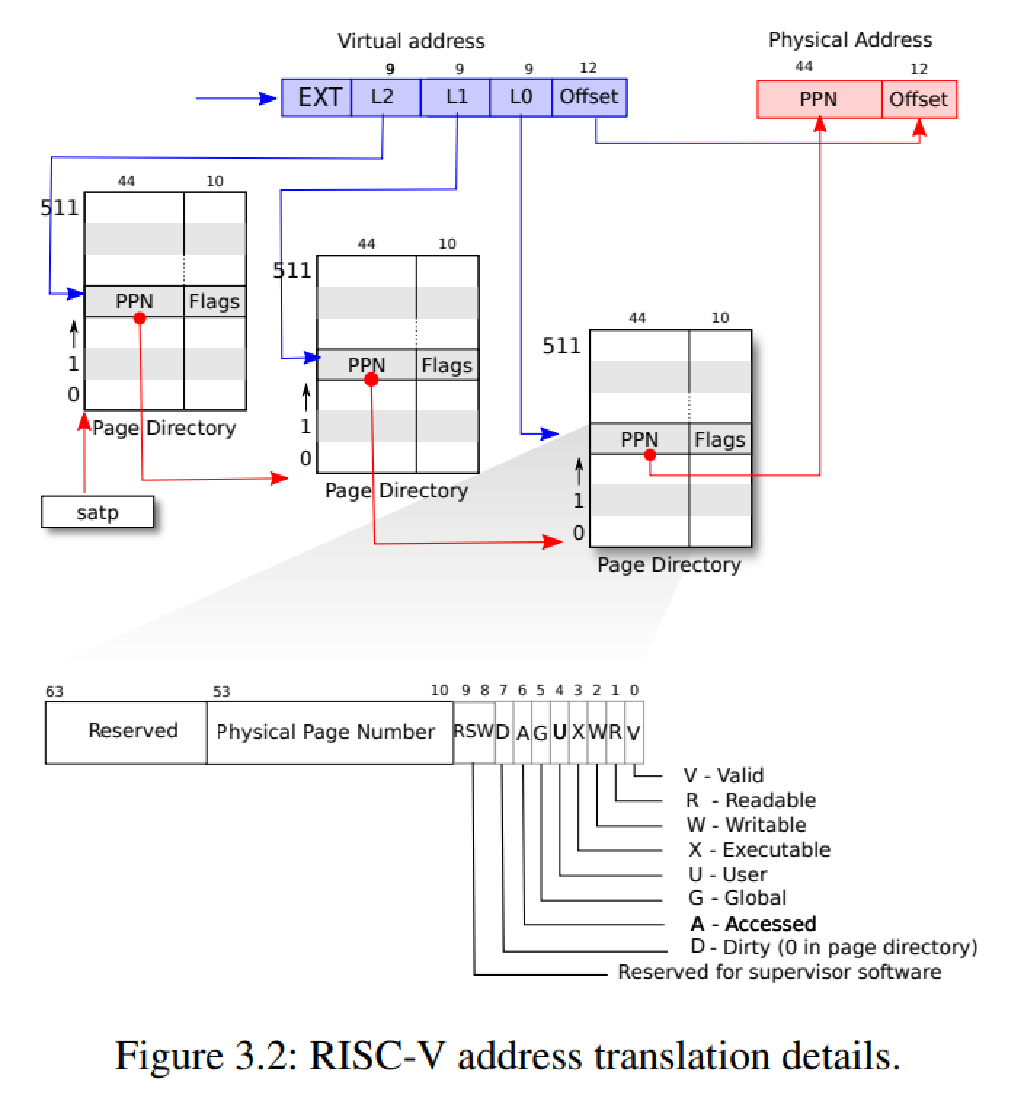 Virtual address
Physical Address
9 9 9 12
44 12
EXT L2 L1 L0 Offset
PPN Offset
44 10
511
PPN Flags
1
0
Page Directory
satp
44 10
511
PPN Flags
1
0
Page Directory
44 10
511
PPN Flags
1
0
Page Directory
63 53 10 9 8 7 6 5 4 3 2 1 0
Reserved Physical Page Number RSW D A G U X W R V
V - Valid
R - Readable
W - Writable
X - Executable
U - User
G - Global
A - Accessed
D - Dirty (0 in page directory)
Reserved for supervisor software
Figure 3.2: RISC-V address translation details.